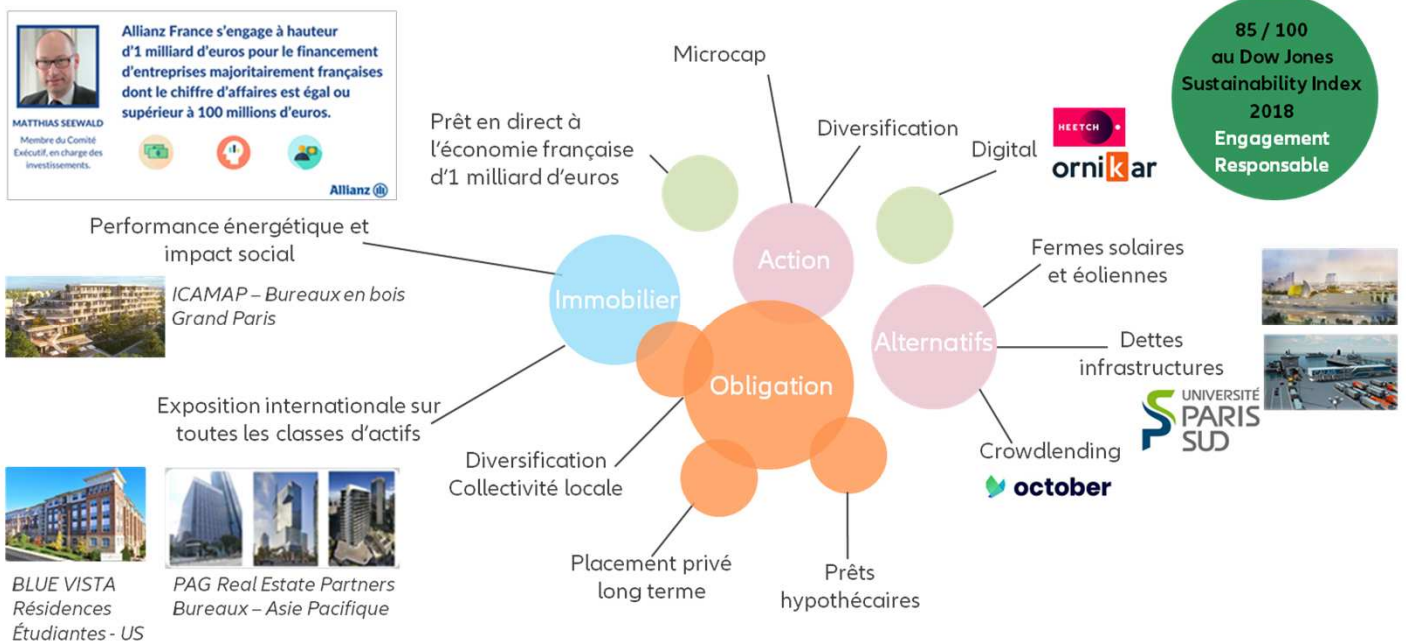 Allianz France s'engage à hauteur
d'1 milliard d'euros pour le financement
d'entreprises majoritairement françaises
dont le chiffre d'affaires est égal ou
supérieur à 100 millions d'euros.
MATTHIAS SEEWALD
Membre du Comité
Exécutif, en charge des
investissements.
Allianz
85 / 100
au Dow Jones
Sustainability Index
2018
Engagement
Responsable
Microcap
Prêt en direct à
l'économie française
d'1 milliard d'euros
Diversification
Digital
HEETCH
ornikar
Performance énergétique et
impact social
ICAMAP – Bureaux en bois
Grand Paris
Immobilier
Action
Fermes solaires
et éoliennes
Alternatifs
Dettes
infrastructures
UNIVERSITÉ
PARIS
SUD
Obligation
Exposition internationale sur
toutes les classes d'actifs
Crowdlending
october
Diversification
Collectivité locale
Placement privé
long terme
Prêts
hypothécaires
BLUE VISTA
Résidences
Étudiantes - US
PAG Real Estate Partners
Bureaux – Asie Pacifique